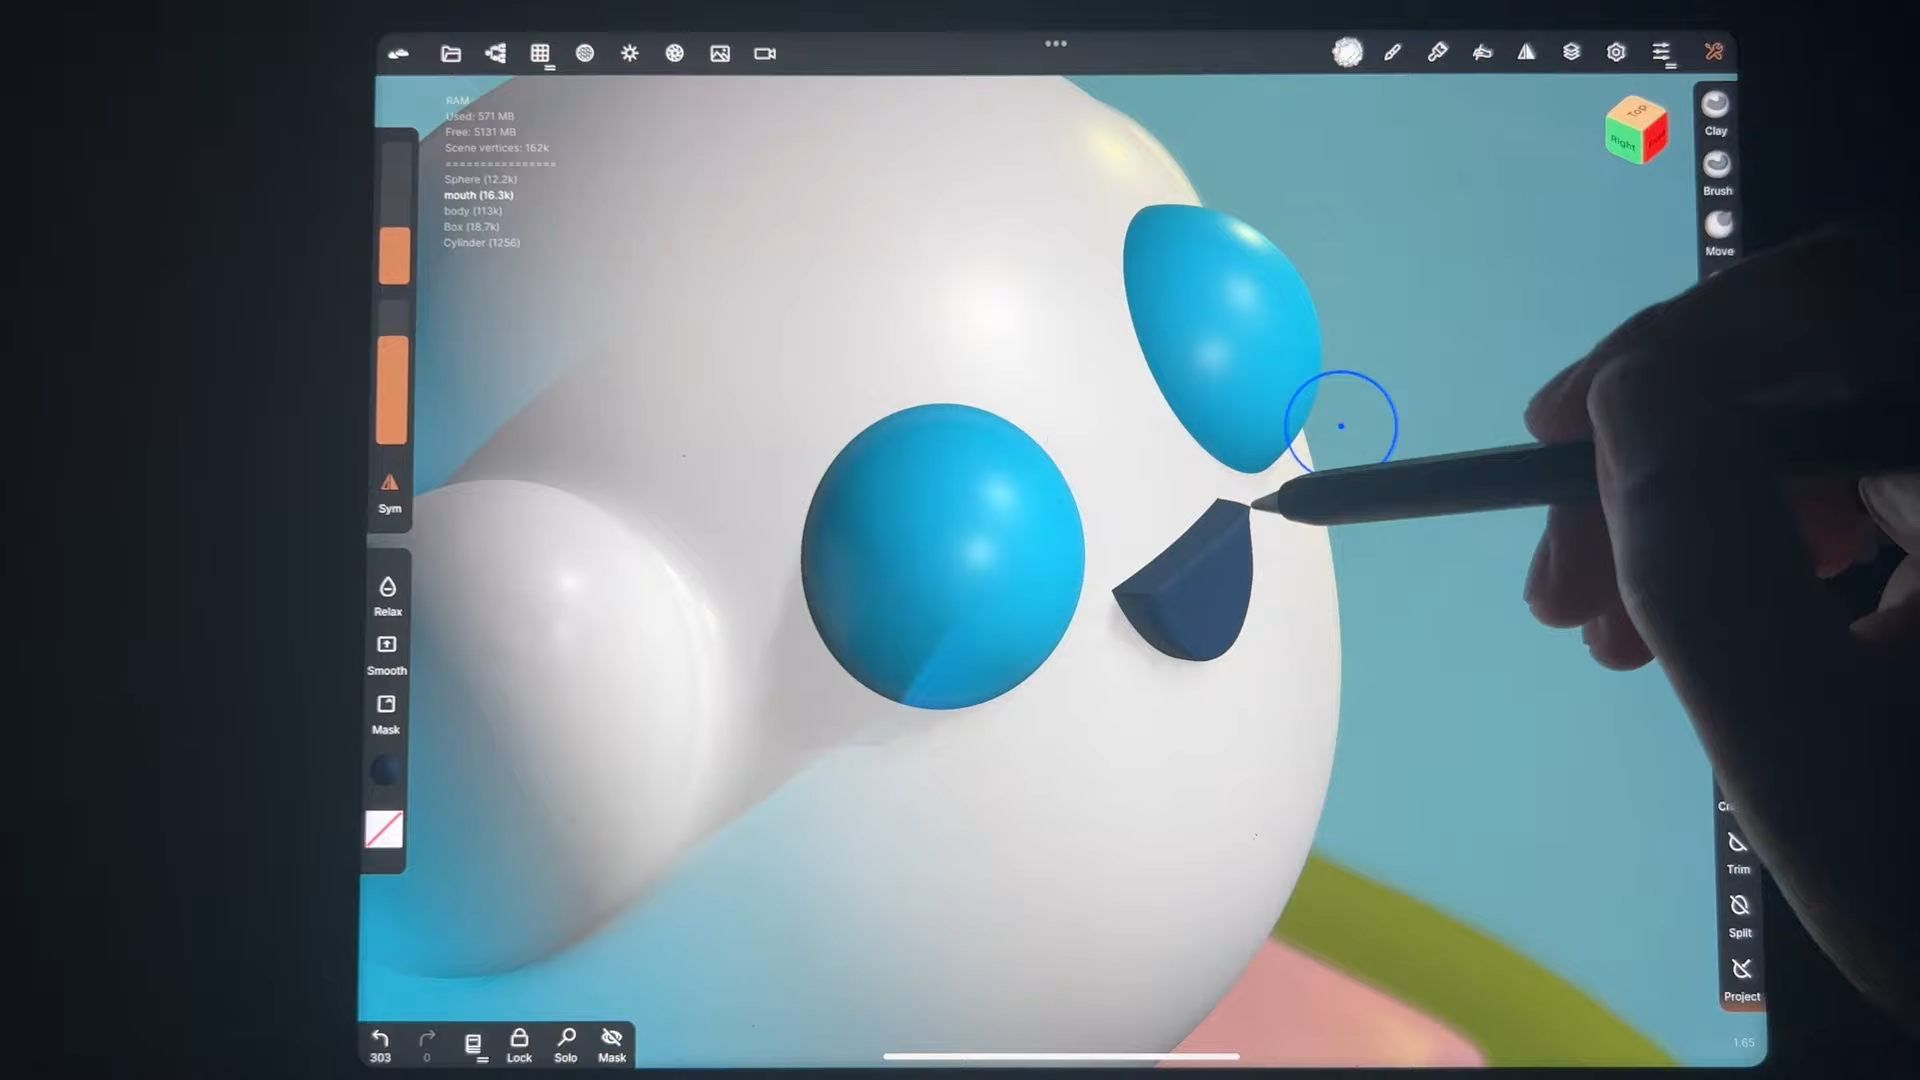 RAM
Used: 571 MB
Free: 5131 MB
Scene vertices: 162k
================
Sphere (12.2k)
mouth (16.3k)
body (113k)
Box (18.7k)
Cylinder (1256)
Top
Right
Clay
Brush
Move
Sym
Relax
Smooth
Mask
Trim
Split
Project
303
0
Lock
Solo
Mask
1.65